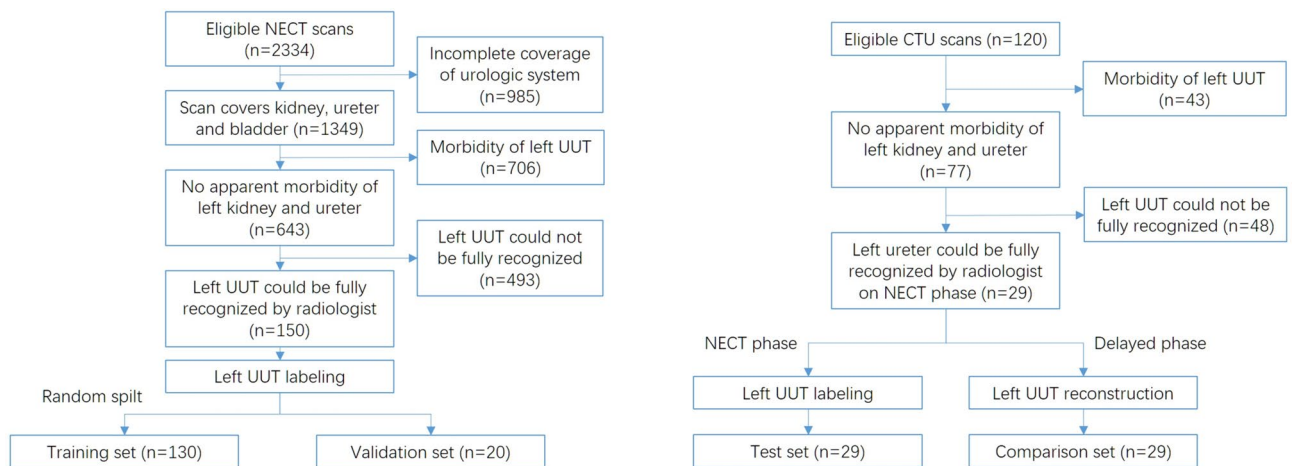 Eligible NECT scans
(n=2334)
Incomplete coverage
of urologic system
(n=985)
Scan covers kidney, ureter
and bladder (n=1349)
Morbidity of left UUT
(n=706)
No apparent morbidity of
left kidney and ureter
(n=643)
Left UUT could not
be fully recognized
(n=493)
Left UUT could be fully
recognized by radiologist
(n=150)
Left UUT labeling
Random spilt
Training set (n=130)
Validation set (n=20)
Eligible CTU scans (n=120)
Morbidity of left UUT
(n=43)
No apparent morbidity of
left kidney and ureter
(n=77)
Left UUT could not be
fully recognized (n=48)
Left ureter could be fully
recognized by radiologist
on NECT phase (n=29)
NECT phase
Delayed phase
Left UUT labeling
Left UUT reconstruction
Test set (n=29)
Comparison set (n=29)